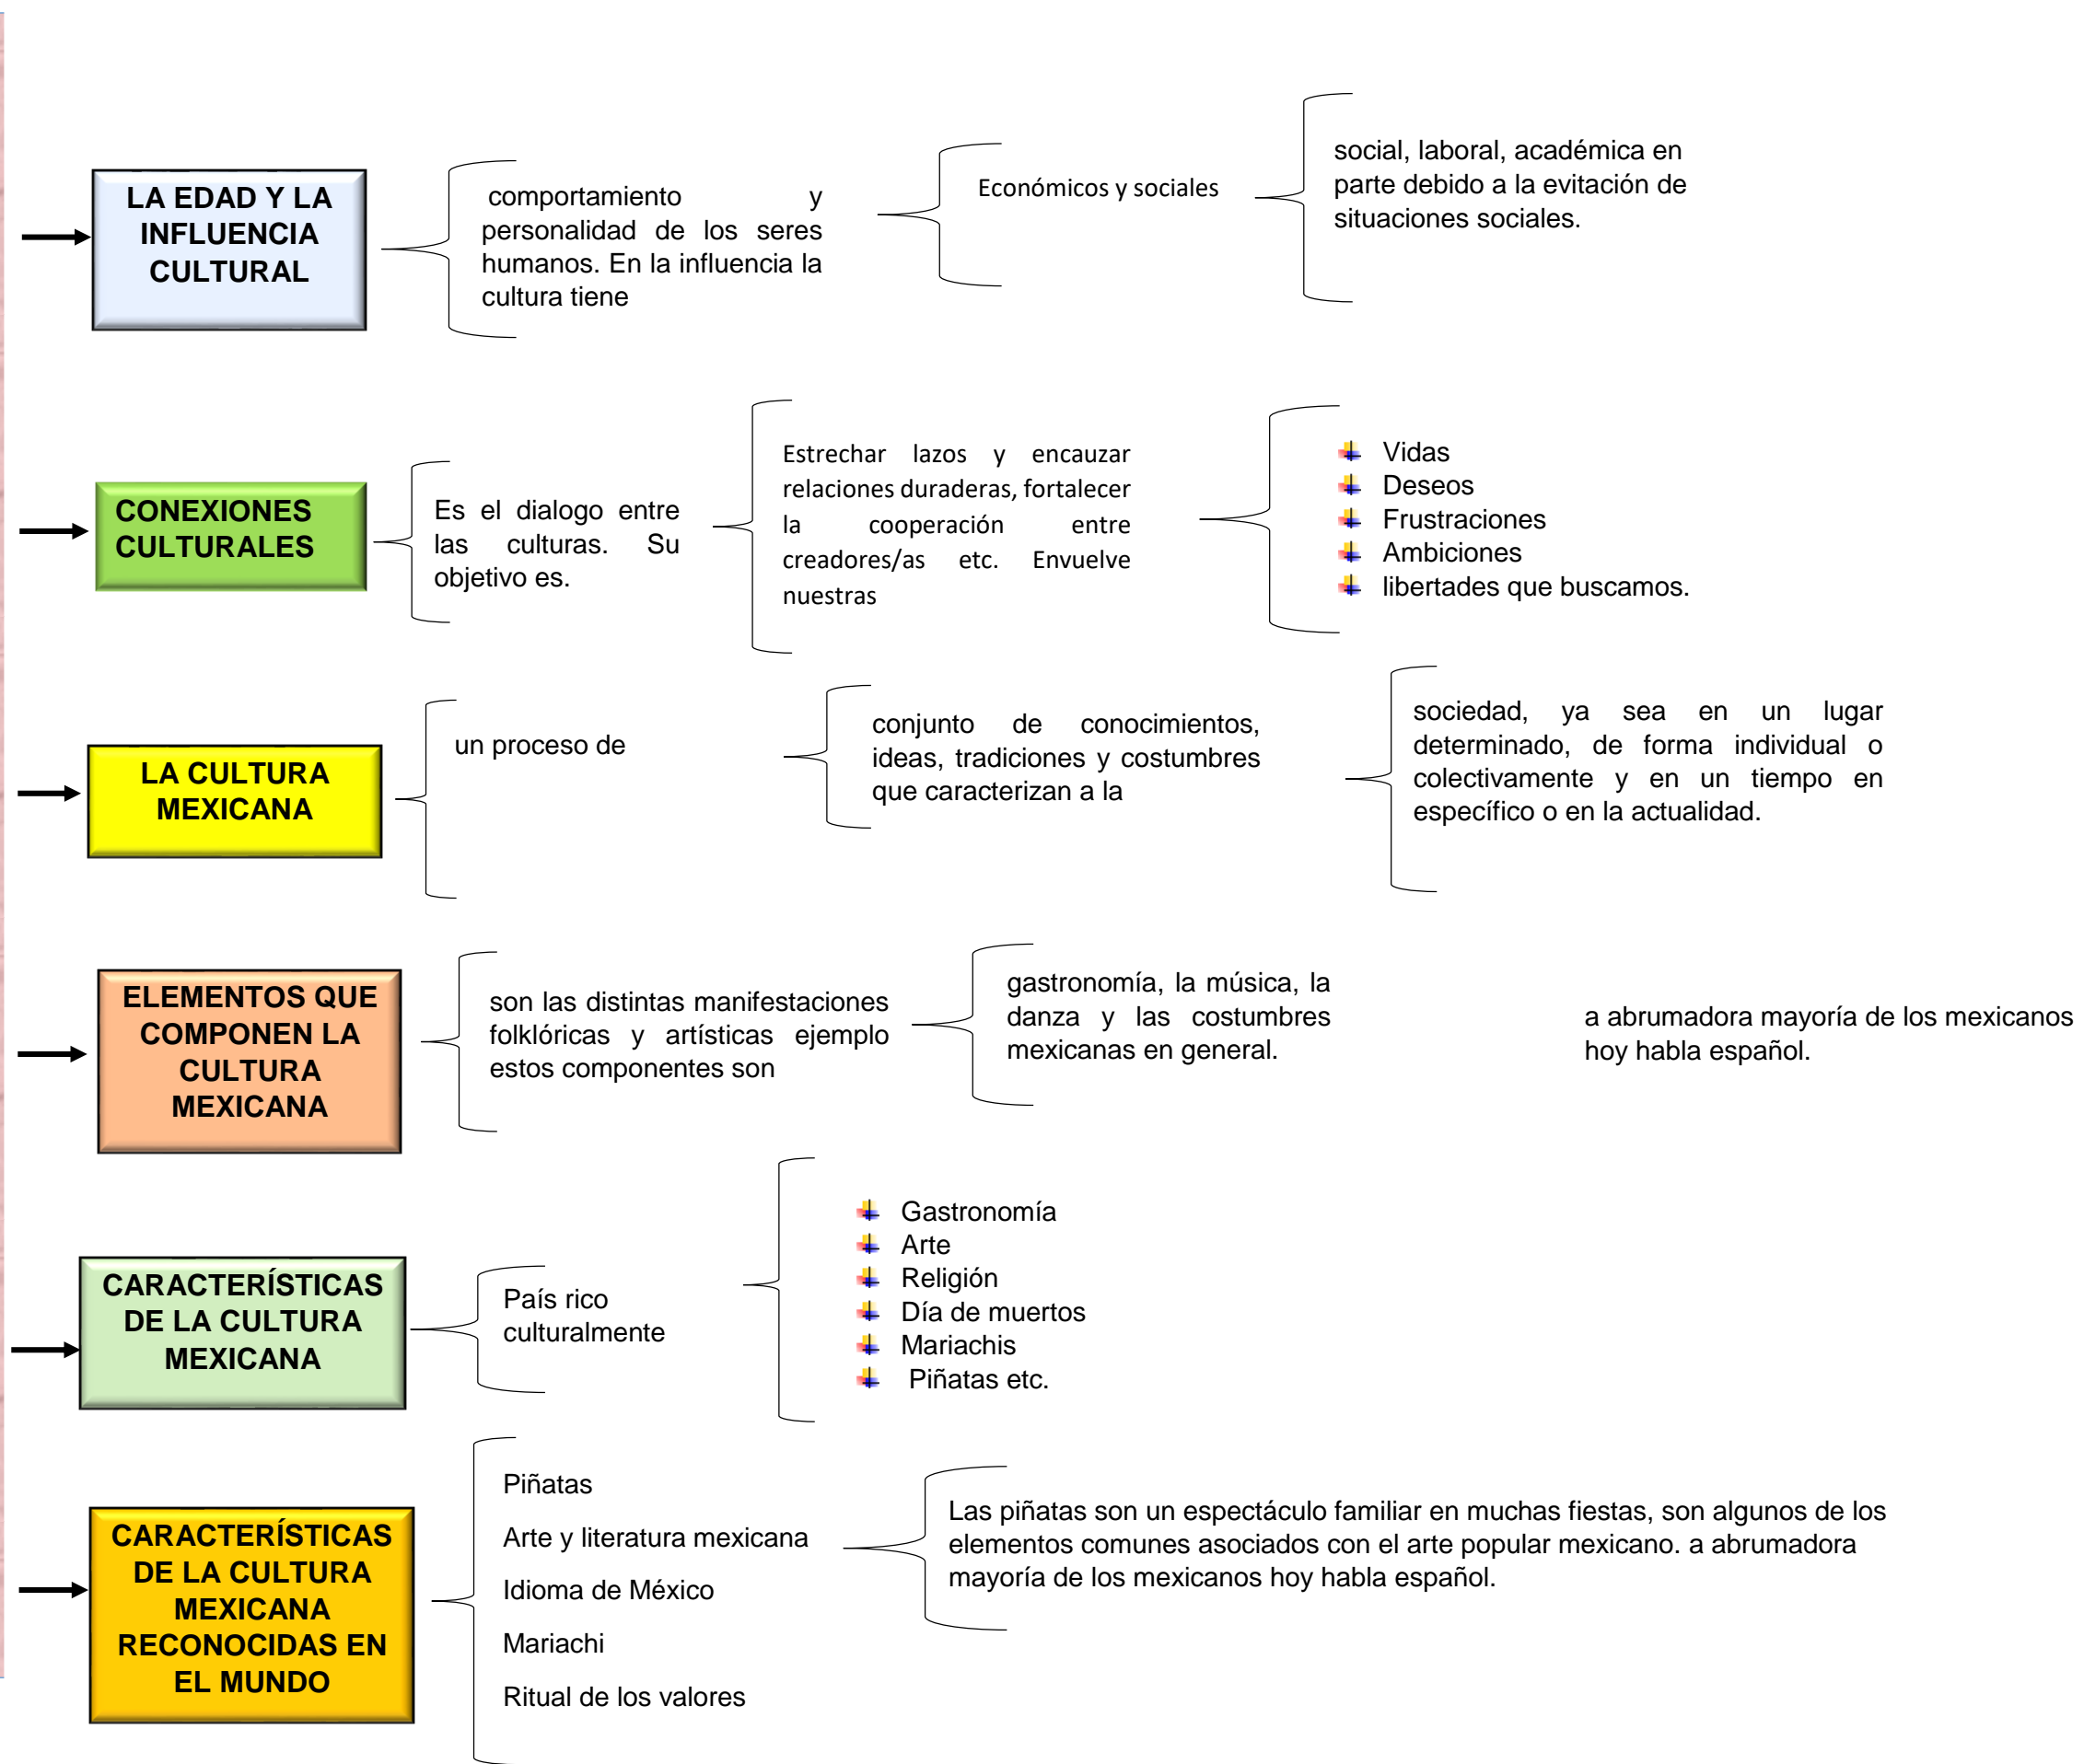 LA EDAD Y LA
INFLUENCIA
CULTURAL
comportamiento y
personalidad de los seres
humanos. En la influencia la
cultura tiene
Económicos y sociales
social, laboral, académica en
parte debido a la evitación de
situaciones sociales.
CONEXIONES
CULTURALES
Es el dialogo entre
las culturas. Su
objetivo es.
Estrechar lazos y encauzar
relaciones duraderas, fortalecer
la cooperación entre
creadores/as etc. Envuelve
nuestras
Vidas
Deseos
Frustraciones
Ambiciones
libertades que buscamos.
LA CULTURA
MEXICANA
un proceso de
conjunto de conocimientos,
ideas, tradiciones y costumbres
que caracterizan a la
sociedad, ya sea en un lugar
determinado, de forma individual o
colectivamente y en un tiempo en
específico o en la actualidad.
ELEMENTOS QUE
COMPONEN LA
CULTURA
MEXICANA
son las distintas manifestaciones
folklóricas y artísticas ejemplo
estos componentes son
gastronomía, la música, la
danza y las costumbres
mexicanas en general.
a abrumadora mayoría de los mexicanos
hoy habla español.
CARACTERÍSTICAS
DE LA CULTURA
MEXICANA
País rico
culturalmente
Gastronomía
Arte
Religión
Día de muertos
Mariachis
Piñatas etc.
CARACTERÍSTICAS
DE LA CULTURA
MEXICANA
RECONOCIDAS EN
EL MUNDO
Piñatas
Arte y literatura mexicana
Idioma de México
Mariachi
Ritual de los valores
Las piñatas son un espectáculo familiar en muchas fiestas, son algunos de los
elementos comunes asociados con el arte popular mexicano. a abrumadora
mayoría de los mexicanos hoy habla español.